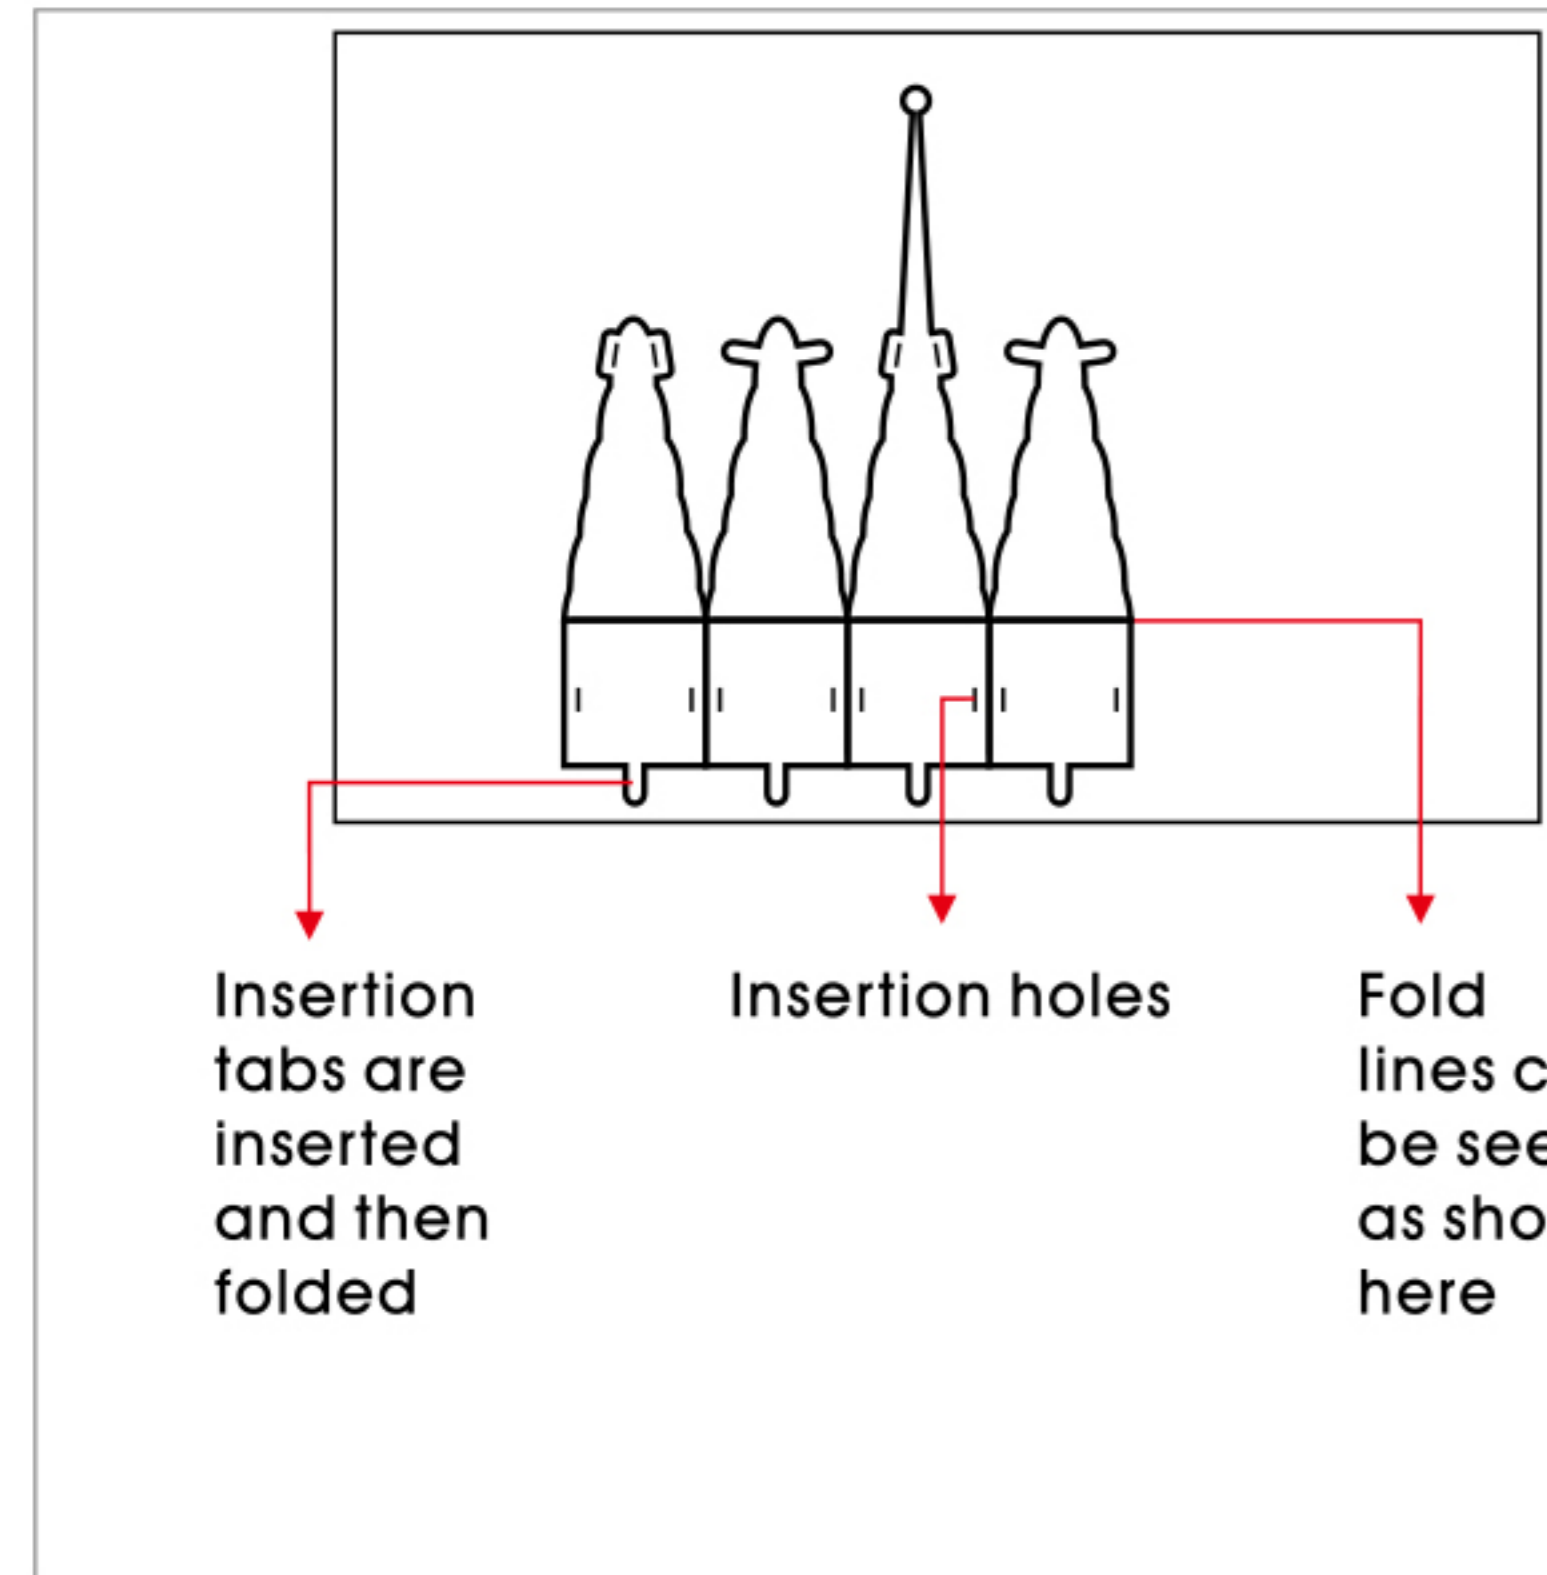 Insertion
tabs are
inserted
and then
folded
Insertion holes
Fold
lines
be
as
here